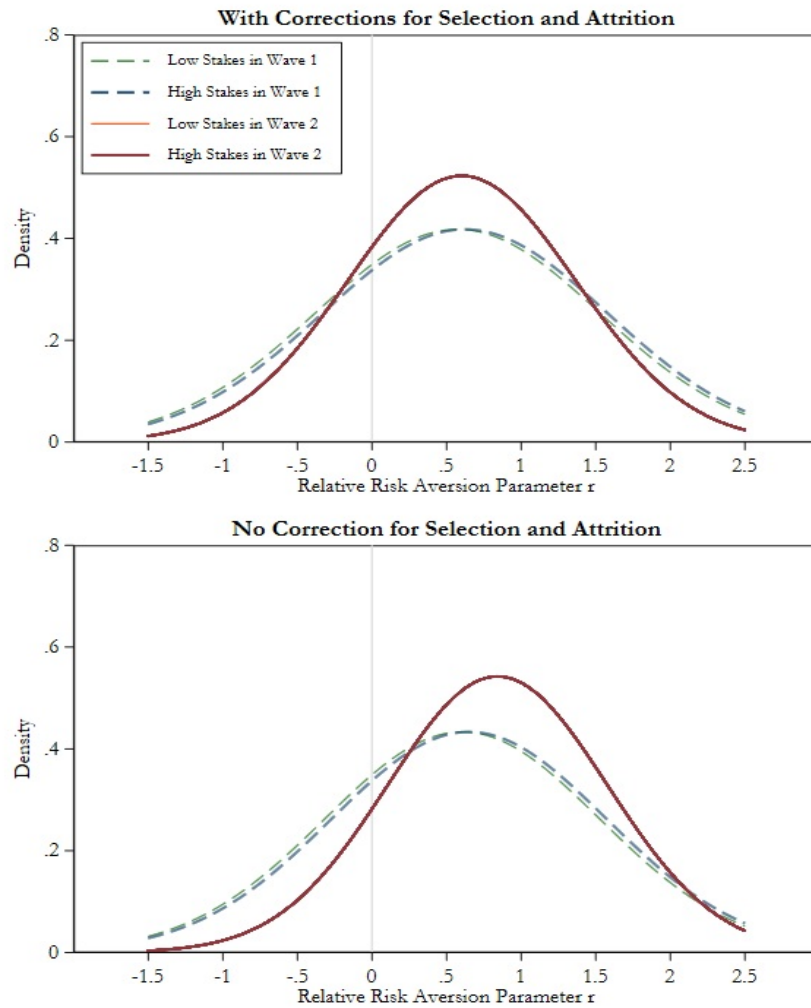 With Corrections for Selection and Attrition
.8
Low Stakes in Wave 1
High Stakes in Wave 1
Low Stakes in Wave 2
High Stakes in Wave 2
.6
.4
.2
0
Density
-1.5 -1 -.5 0 .5 1 1.5 2 2.5
Relative Risk Aversion Parameter r
No Correction for Selection and Attrition
.8
.6
.4
.2
0
Density
-1.5 -1 -.5 0 .5 1 1.5 2 2.5
Relative Risk Aversion Parameter r